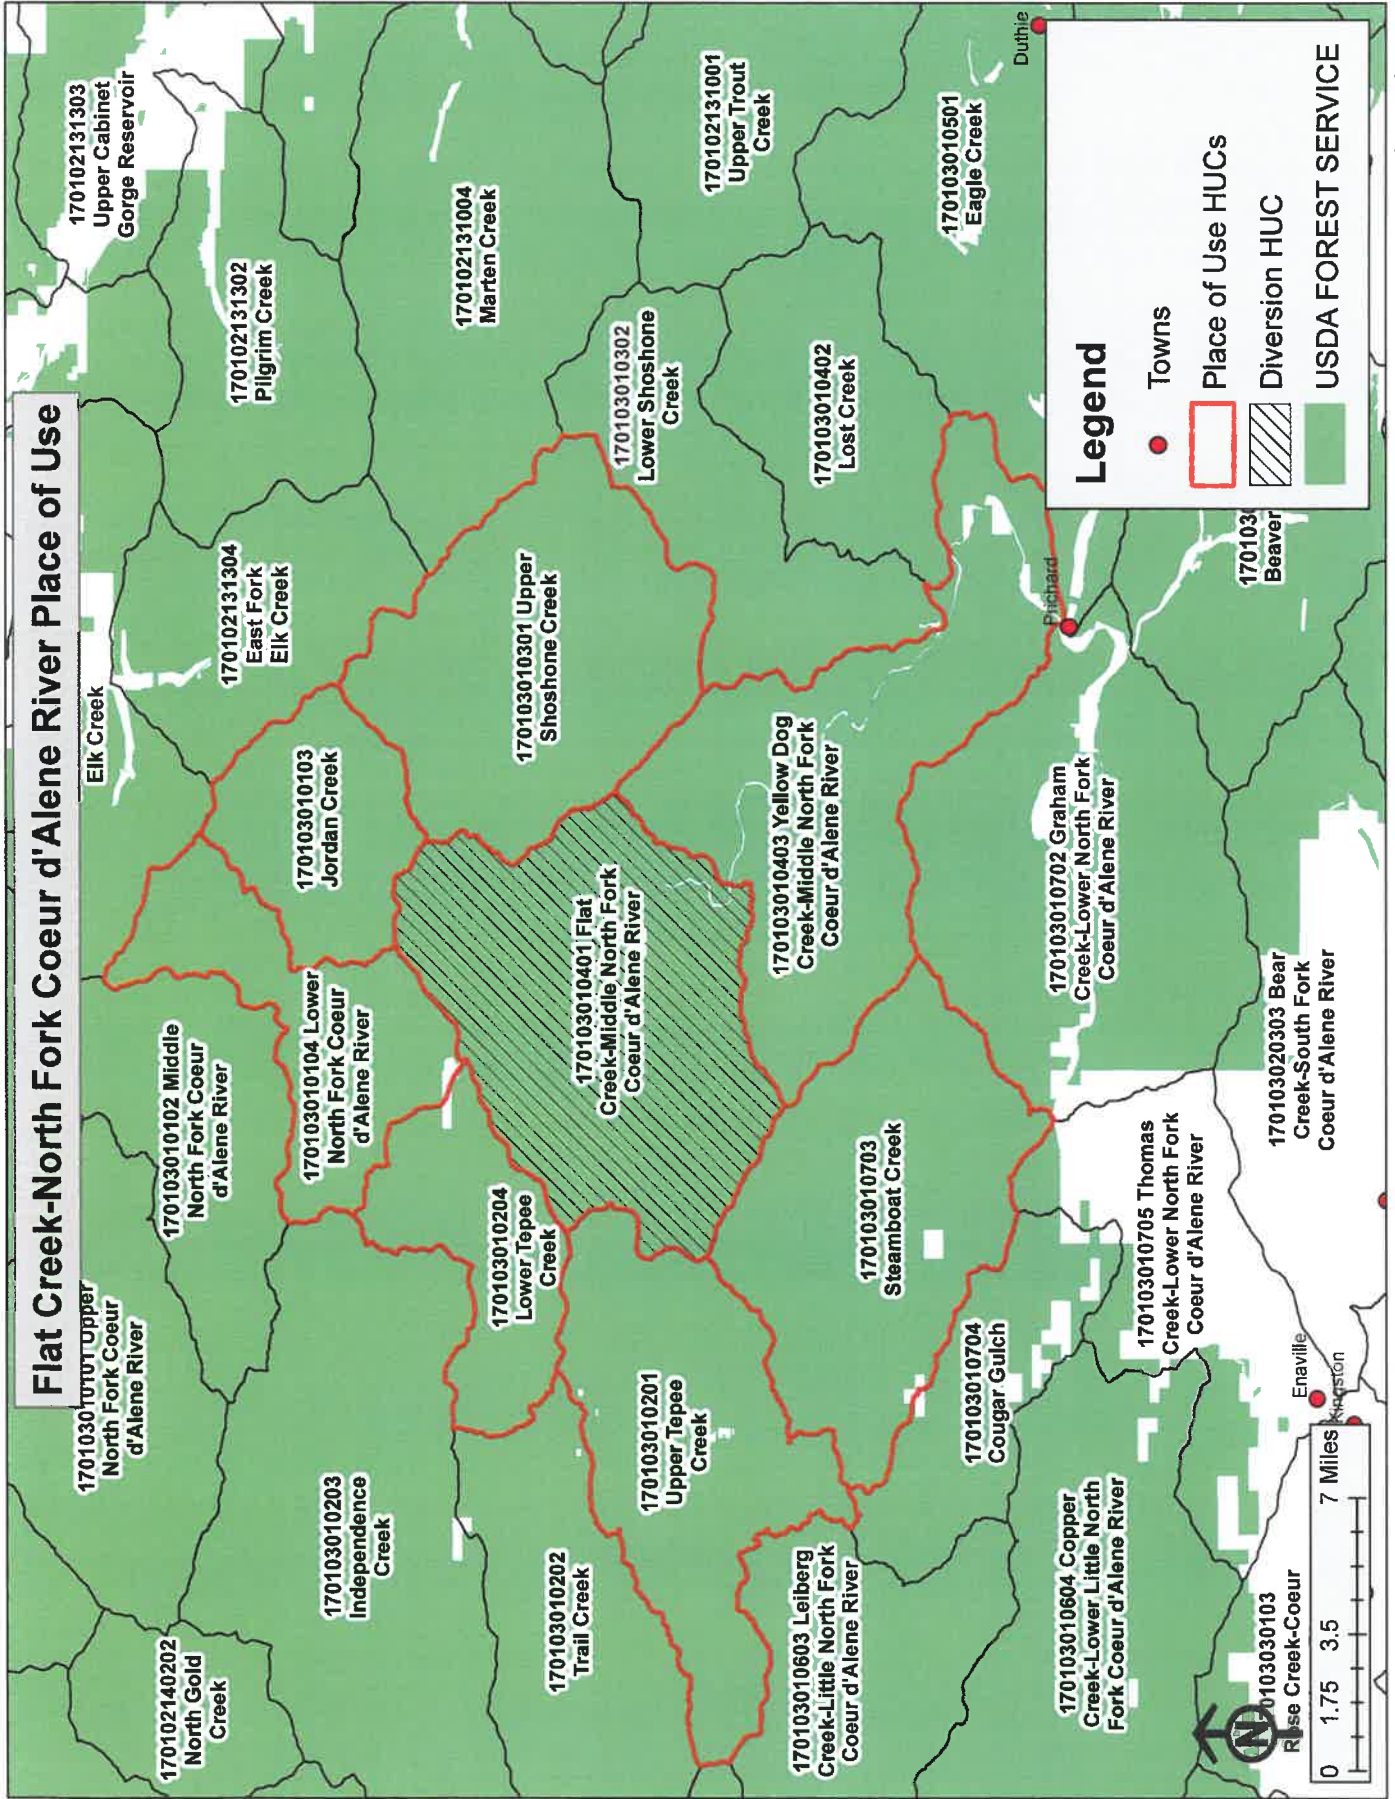 Flat Creek-North Fork Coeur d'Alene River Place of Use
170103010101 Upper
North Fork Coeur
d'Alene River
Elk Creek
170102131303
Upper Cabinet
Gorge Reservoir
170102140202
North Gold
Creek
170103010102 Middle
North Fork Coeur
d'Alene River
170102131304
East Fork
Elk Creek
170102131302
Pilgrim Creek
170103010203
Independence
Creek
170103010104 Lower
North Fork Coeur
d'Alene River
170103010103
Jordan Creek
170102131004
Marten Creek
170103010204
Lower Tepee
Creek
170103010301 Upper
Shoshone Creek
170103010202
Trail Creek
170103010401 Flat
Creek-Middle North Fork
Coeur d'Alene River
170103010302
Lower Shoshone
Creek
170103010201
Upper Tepee
Creek
170102131001
Upper Trout
Creek
170103010603 Leiberg
Creek-Little North Fork
Coeur d'Alene River
170103010403 Yellow Dog
Creek-Middle North Fork
Coeur d'Alene River
170103010402
Lost Creek
170103010703
Steamboat Creek
170103010501
Eagle Creek
170103010704
Cougar Gulch
Duthie
170103010604 Copper
Creek-Lower Little North
Fork Coeur d'Alene River
170103010702 Graham
Creek-Lower North Fork
Coeur d'Alene River
Prichard
170103010705 Thomas
Creek-Lower North Fork
Coeur d'Alene River
1701030
Beaver
170103020303 Bear
Creek-South Fork
Coeur d'Alene River
Enaville
Kingston
0103030103
Rose Creek-Coeur
N
0 1.75 3.5 7 Miles
Legend
Towns
Place of Use HUCs
Diversion HUC
USDA FOREST SERVICE